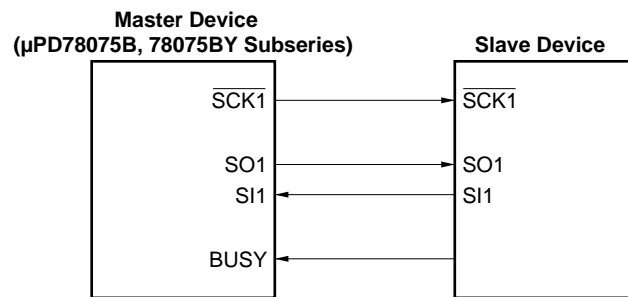 Master Device
(µPD78075B, 78075BY Subseries)
Slave Device
SCK1
SCK1
SO1
SO1
SI1
SI1
BUSY